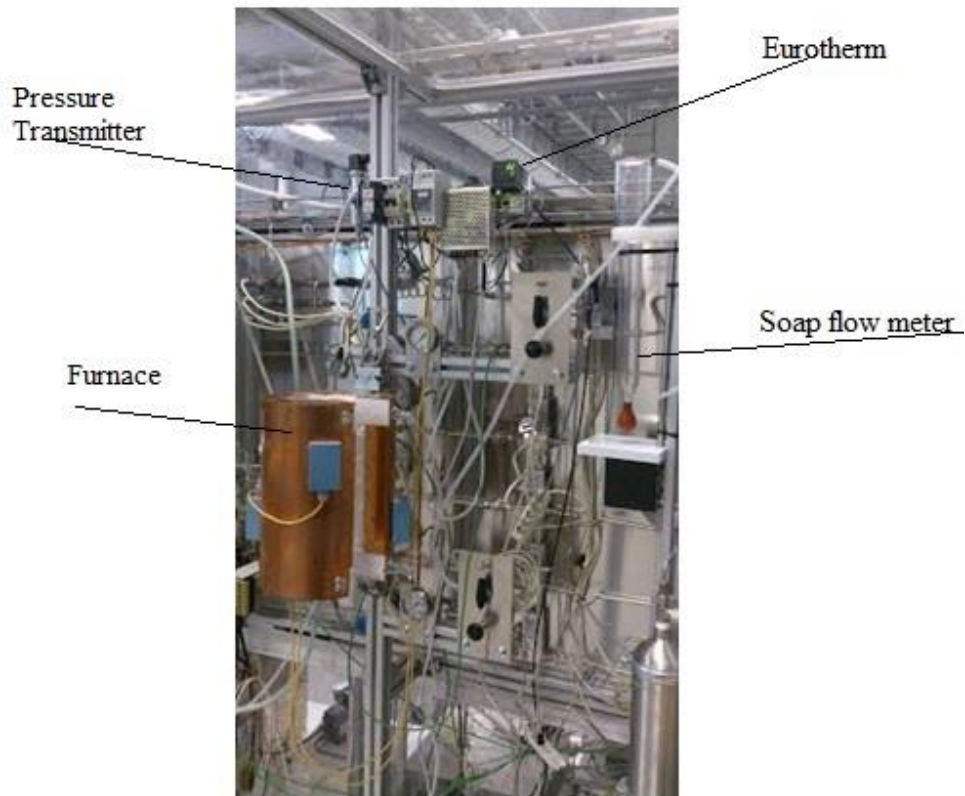 Eurotherm
Pressure
Transmitter
Soap flow meter
Furnace